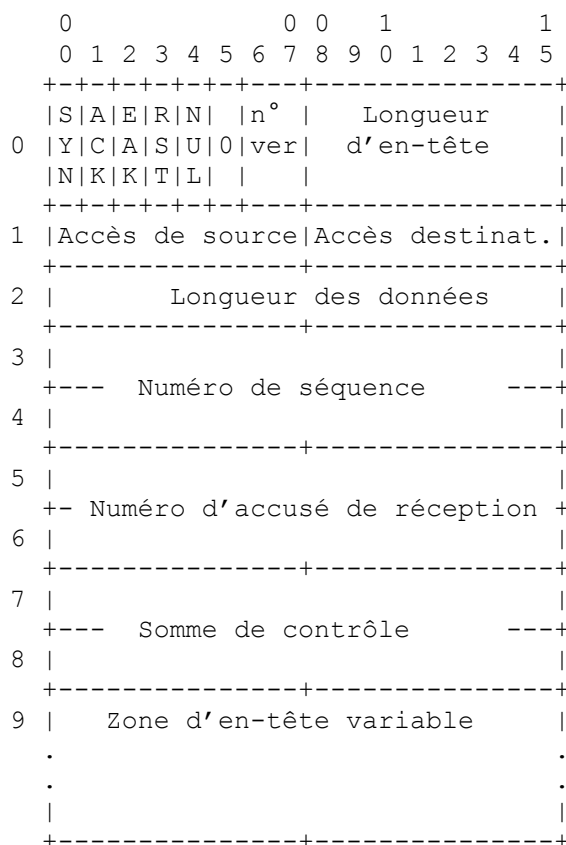 0             0 0   1         1
    0 1 2 3 4 5 6 7 8 9 0 1 2 3 4 5
   +-+-+-+-+-+-+---+---------------+
   |S|A|E|R|N| |n° |   Longueur    |
0  |Y|C|A|S|U|0|ver|  d’en-tête    |
   |N|K|K|T|L| |   |               |
   +-+-+-+-+-+-+---+---------------+
1  |Accès de source|Accès destinat.|
   +---------------+---------------+
2  |       Longueur des données    |
   +---------------+---------------+
3  |                               |
   +---  Numéro de séquence     ---+
4  |                               |
   +---------------+---------------+
5  |                               |
   +- Numéro d’accusé de réception +
6  |                               |
   +---------------+---------------+
7  |                               |
   +---  Somme de contrôle      ---+
8  |                               |
   +---------------+---------------+
9  |   Zone d’en-tête variable     |
   .                               .
   .                               .
   |                               |
   +---------------+---------------+